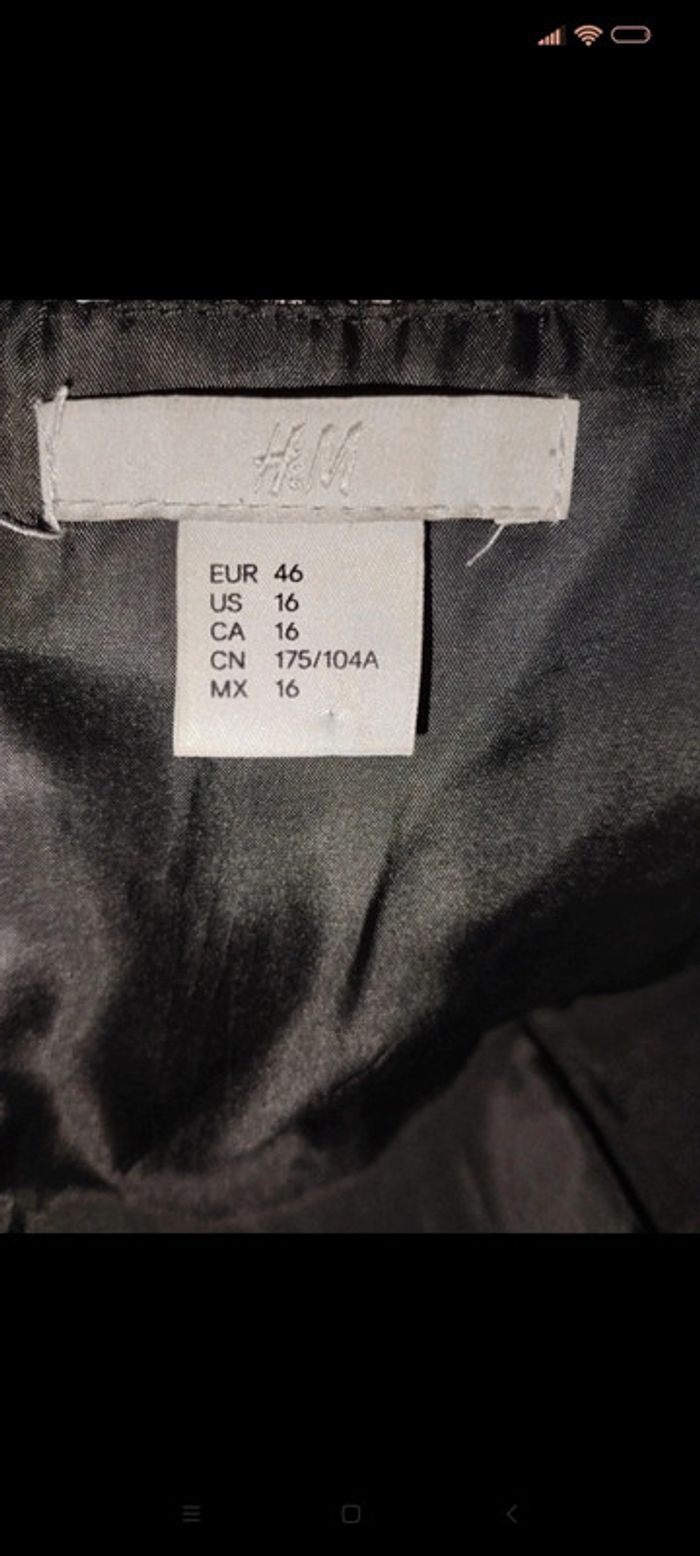 H&M
EUR 46
US 16
CA 16
CN 175/104A
MX 16